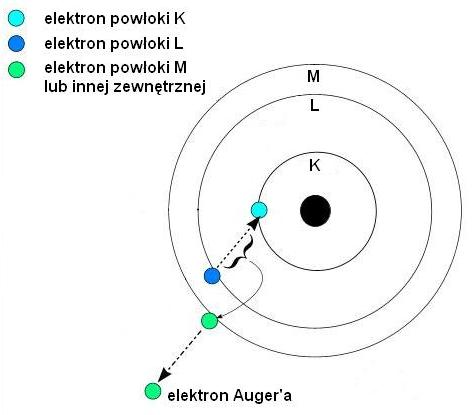 elektron powłoki K
elektron powłoki L
elektron powłoki M
lub innej zewnętrznej
M
L
K
elektron Auger'a